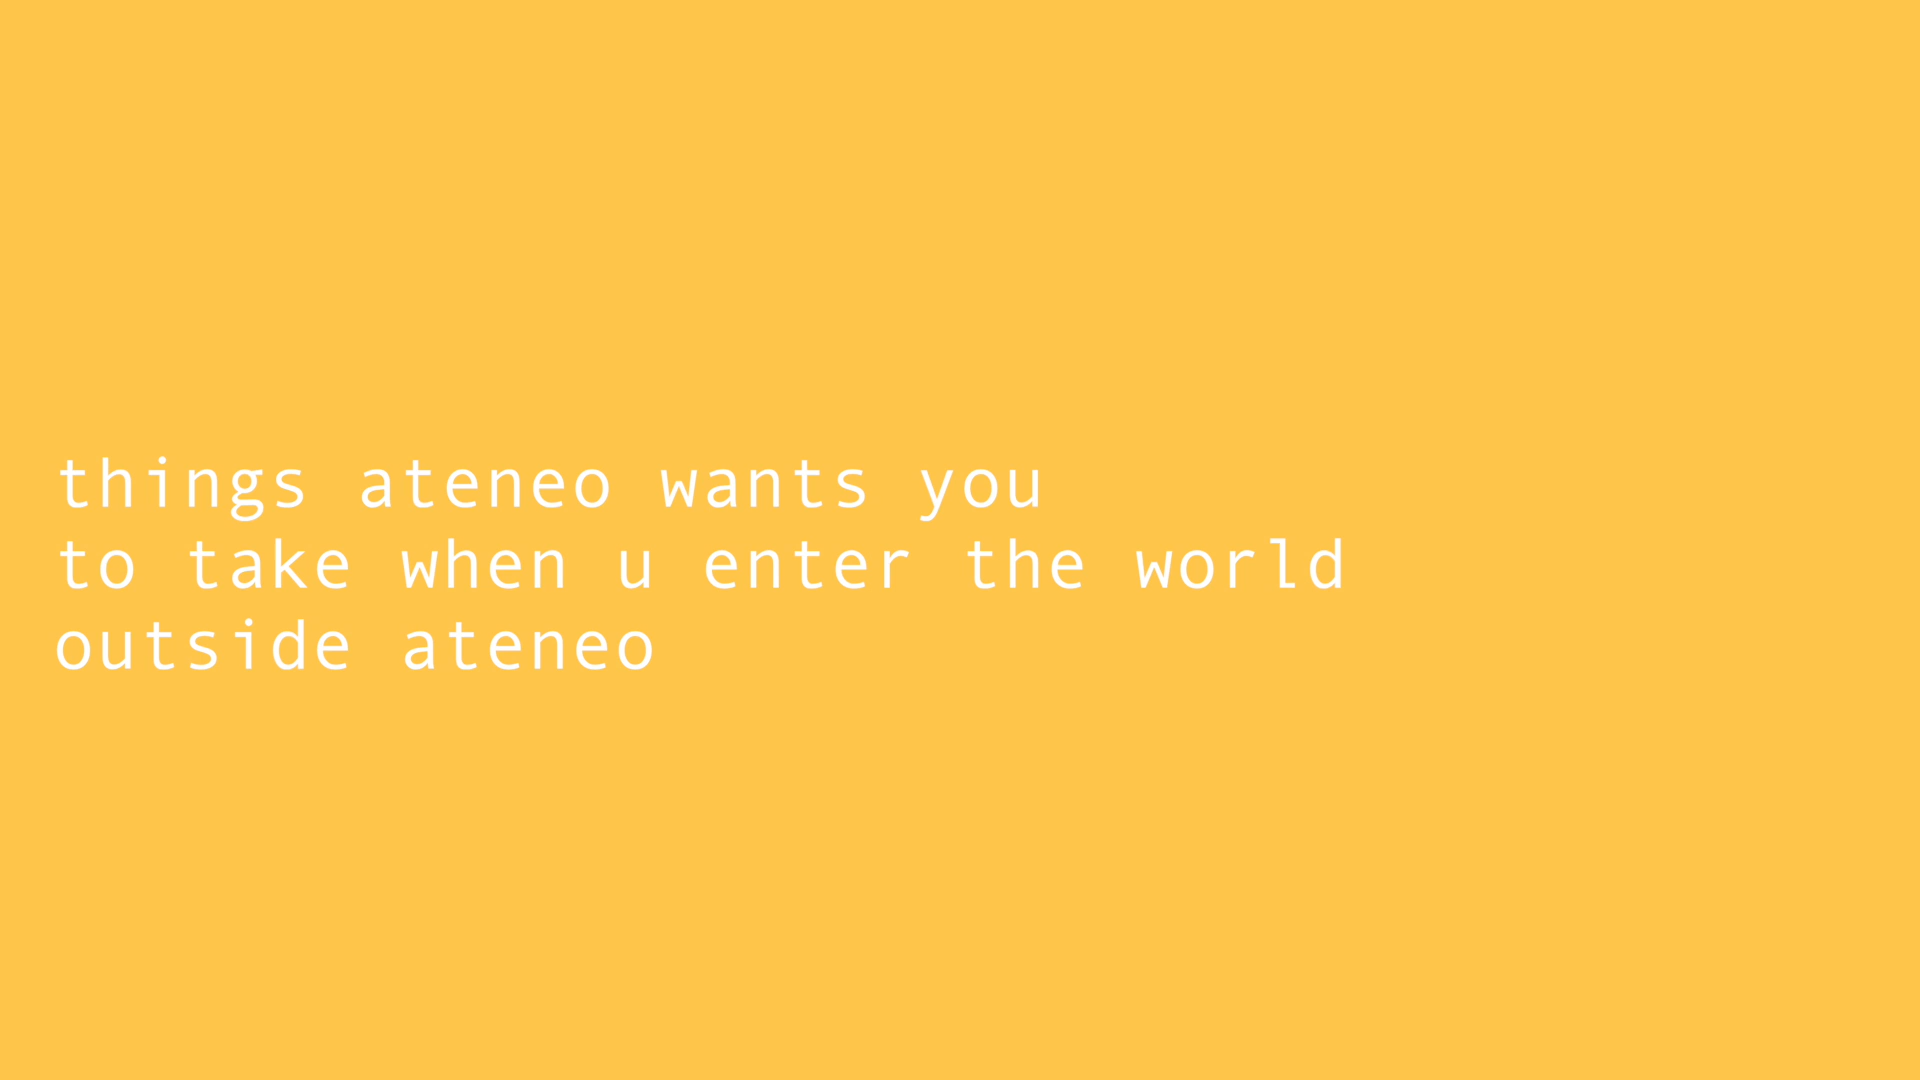 things ateneo wants you
to take when u enter the world
outside ateneo